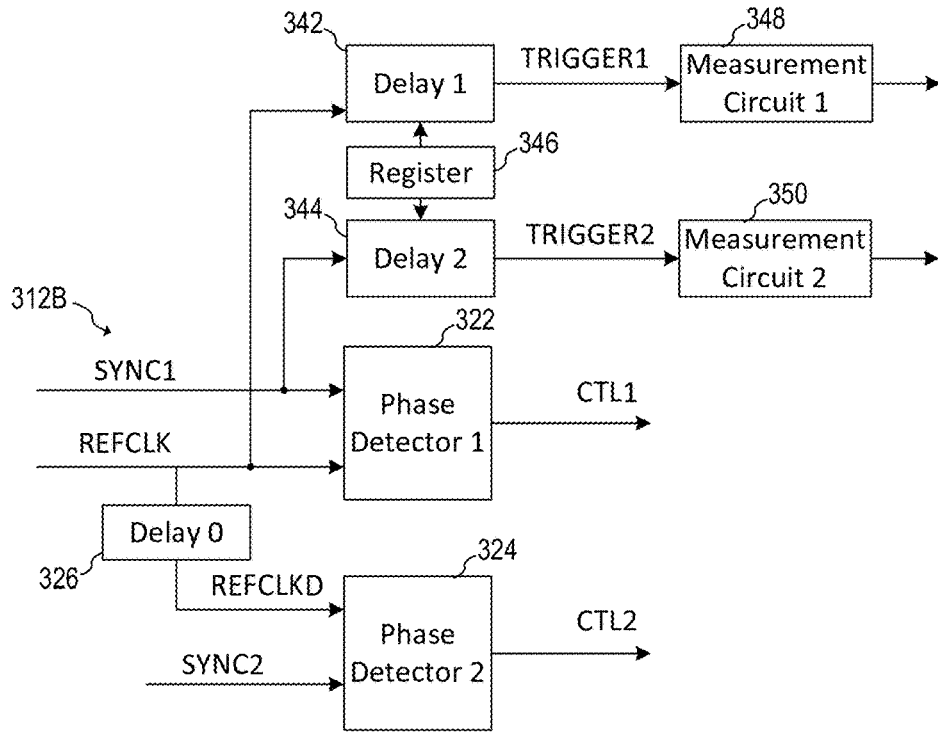 342
348
Delay 1
TRIGGER1
Measurement
Circuit 1
346
Register
344
350
Delay 2
TRIGGER2
Measurement
Circuit 2
312B
322
SYNC1
CTL1
Phase
Detector 1
REFCLK
Delay 0
326
324
REFCLKD
CTL2
Phase
Detector 2
SYNC2